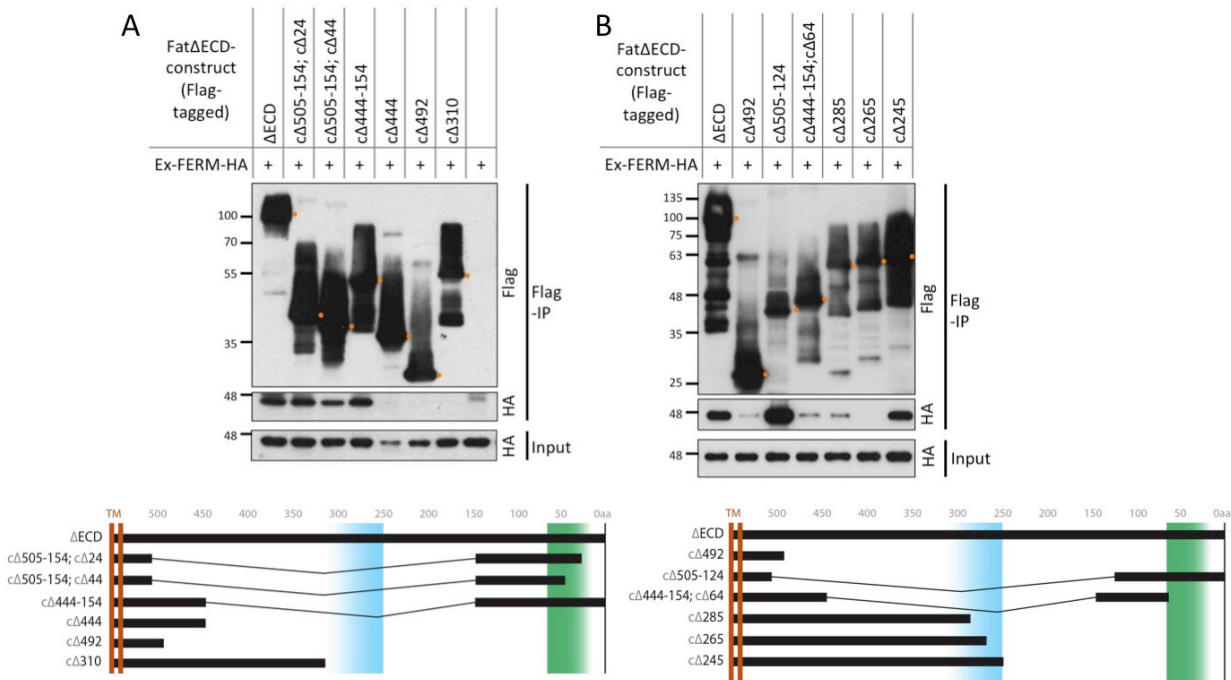 A
FatΔECD-
construct
(Flag-
tagged)
ΔECD
cΔ505-154; cΔ24
cΔ505-154; cΔ44
cΔ444-154
cΔ444
cΔ492
cΔ310
Ex-FERM-HA + + + + + + + +
100
70
55
35
Flag
48
HA
Flag
-IP
48
HA
Input
B
FatΔECD-
construct
(Flag-
tagged)
ΔECD
cΔ492
cΔ505-124
cΔ444-154;cΔ64
cΔ285
cΔ265
cΔ245
Ex-FERM-HA + + + + + + +
135
100
75
63
48
35
25
Flag
48
HA
Flag
-IP
48
HA
Input
TM 500 450 400 350 300 250 200 150 100 50 0aa
ΔECD
cΔ505-154; cΔ24
cΔ505-154; cΔ44
cΔ444-154
cΔ444
cΔ492
cΔ310
TM 500 450 400 350 300 250 200 150 100 50 0aa
ΔECD
cΔ492
cΔ505-124
cΔ444-154; cΔ64
cΔ285
cΔ265
cΔ245